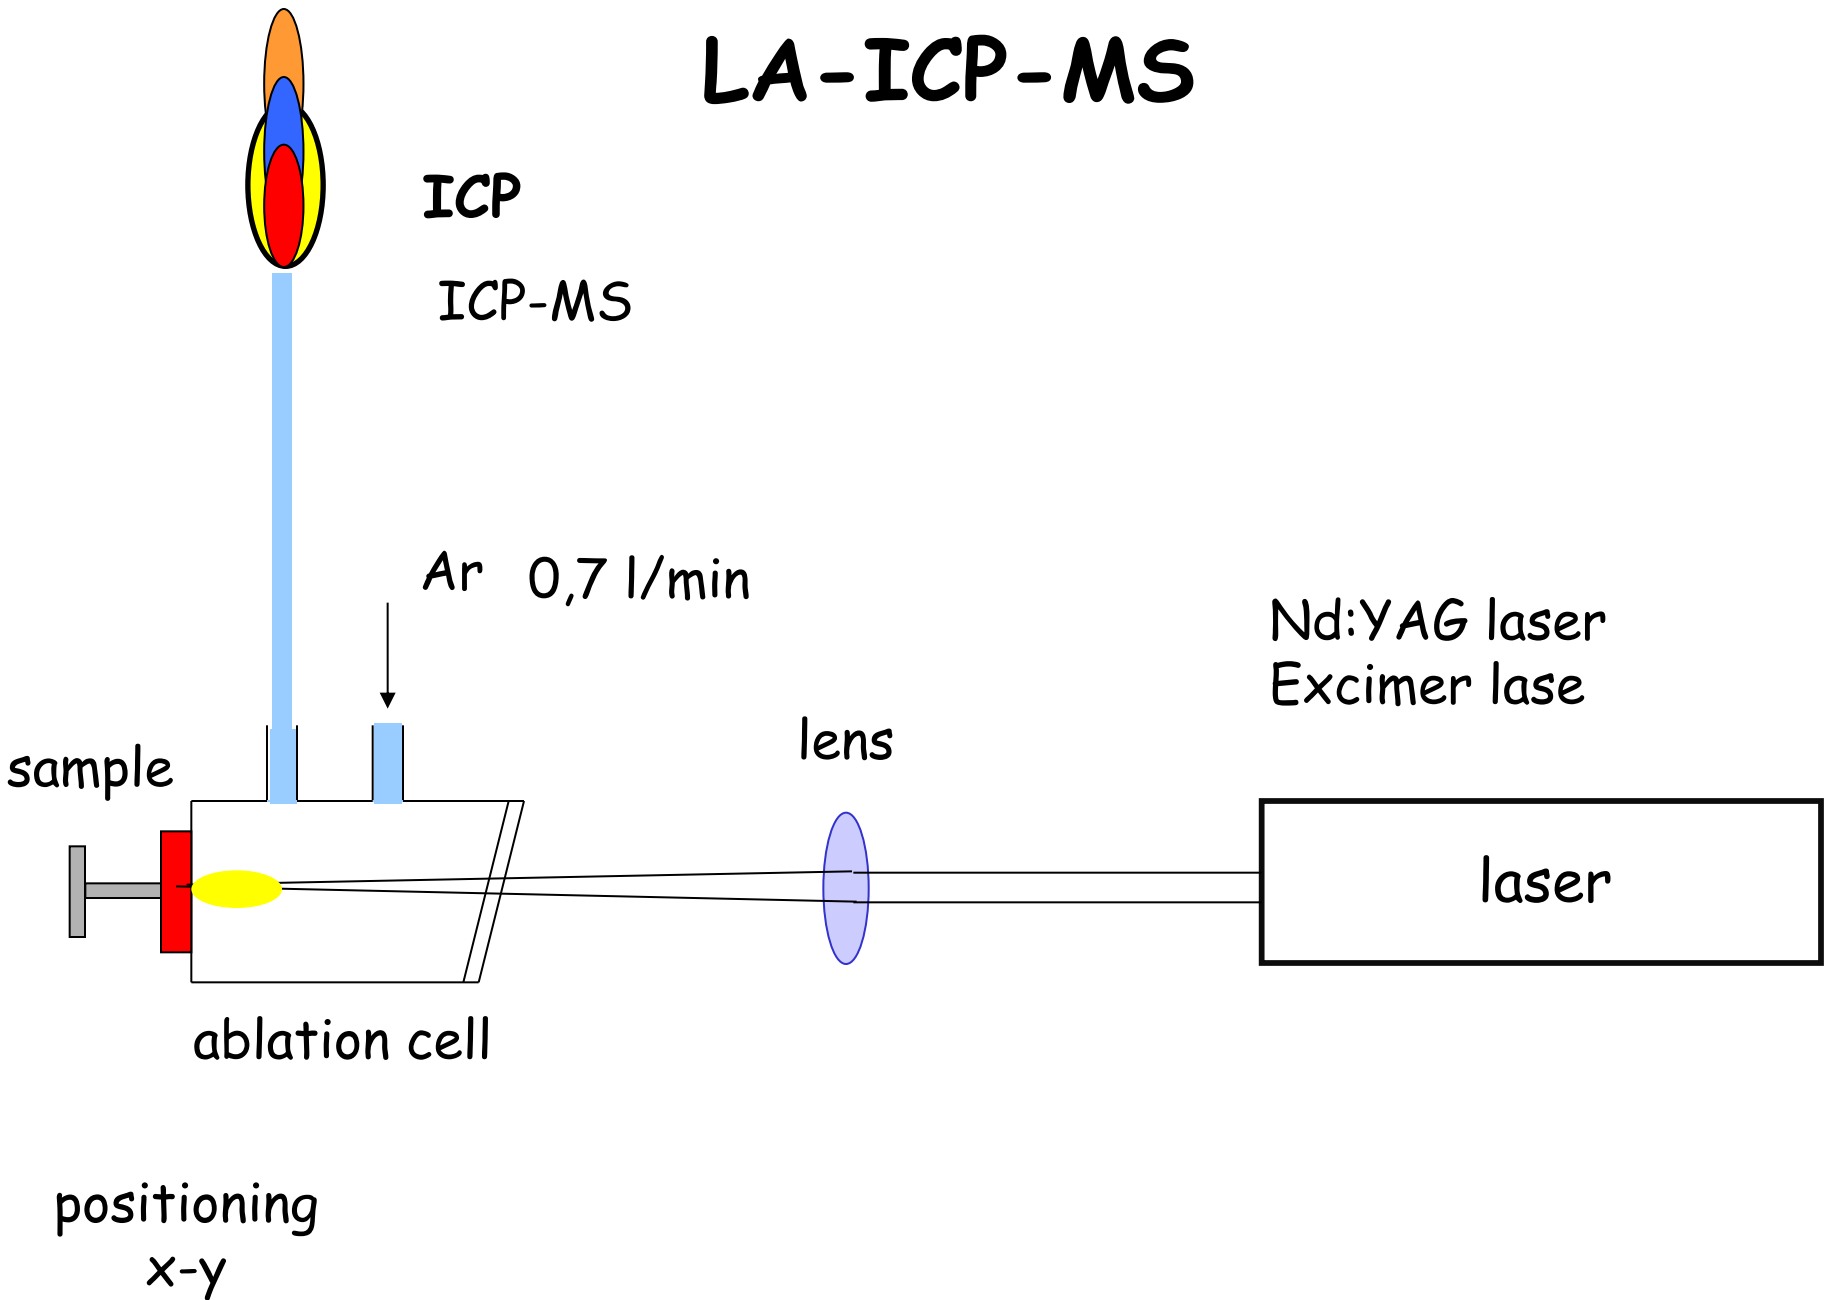 LA-ICP-MS
ICP
ICP-MS
Ar 0,7 l/min
Nd:YAG laser
Excimer lase
lens
sample
laser
ablation cell
positioning
x-y